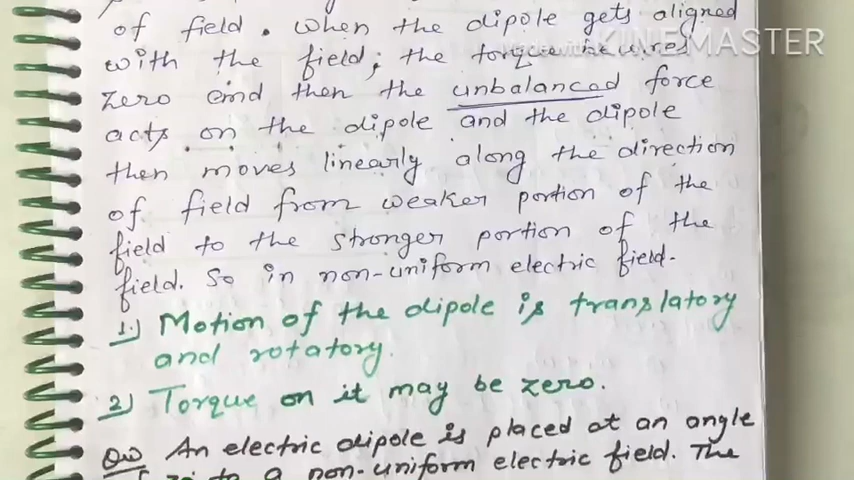 of field. when the dipole gets aligned
with the field; the torque
KINEMASTER
zero and then the unbalanced force
acts on the dipole and the dipole
then moves linearly along the direction
of field from weaker portion of the
field to the stronger portion of the
field. So in non-uniform electric field.
1) Motion of the dipole is translatory
and rotatory.
2) Torque on it may be zero.
An electric dipole is placed at an angle
to a non-uniform electric field. The